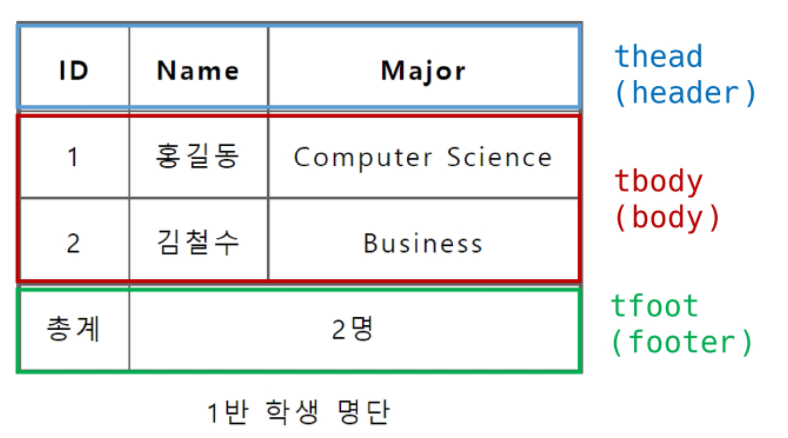 ID Name Major
thead
(header)
1 홍길동 Computer Science
tbody
(body)
2 김철수 Business
총계 2명
tfoot
(footer)
1반 학생 명단